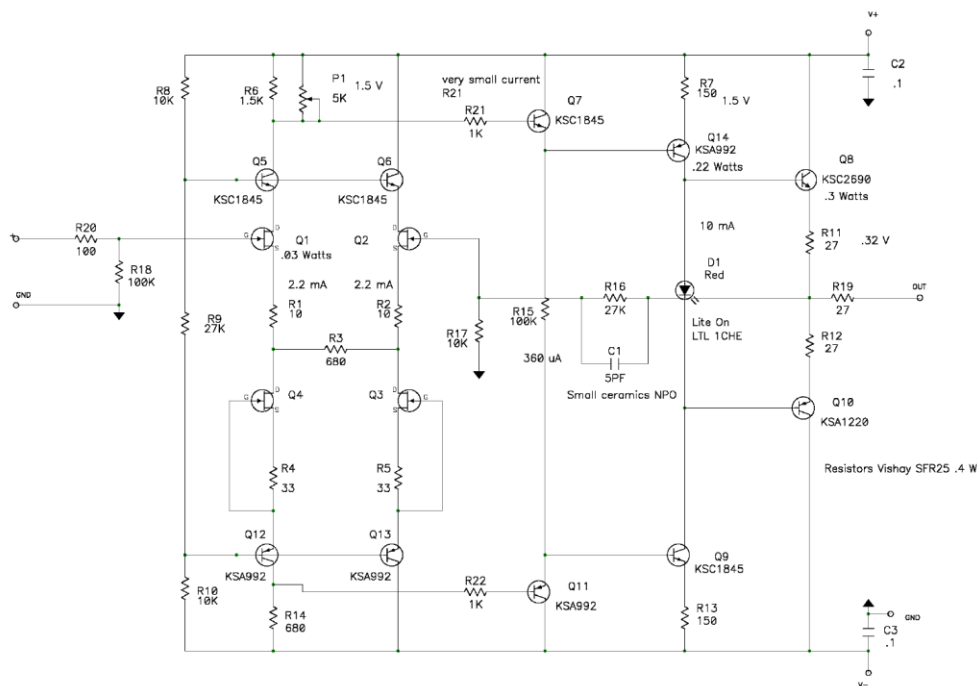 V+
R8
10K
R6
1.5K
P1
5K
1.5 V
very small current
R21
R21
1K
Q7
KSC1845
R7
150
1.5 V
C2
.1
Q14
KSA992
.22 Watts
Q8
KSC2690
.3 Watts
Q5
KSC1845
Q6
KSC1845
+
R20
100
R18
100K
GND
G
D
S
Q1
.03 Watts
Q2
D
S
G
2.2 mA
2.2 mA
R1
10
R2
10
R3
680
R9
27K
R17
10K
R15
100K
360 uA
R16
27K
C1
5PF
Small ceramics NPO
10 mA
D1
Red
Lite On
LTL 1CHE
R11
27
.32 V
R19
27
OUT
R12
27
G
D
S
Q4
Q3
D
S
G
Q10
KSA1220
R4
33
R5
33
Resistors Vishay SFR25 .4 W
Q12
KSA992
Q13
KSA992
R10
10K
R14
680
R22
1K
Q11
KSA992
Q9
KSC1845
R13
150
GND
C3
.1
V-